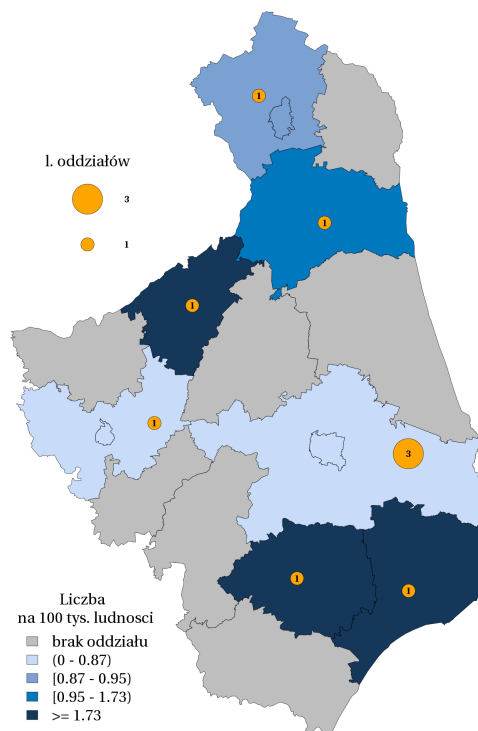 1
l. oddziałów
3
1
1
1
1
3
1
1
Liczba
na 100 tys. ludnosci
brak oddziału
(0 - 0.87)
[0.87 - 0.95)
[0.95 - 1.73)
>= 1.73